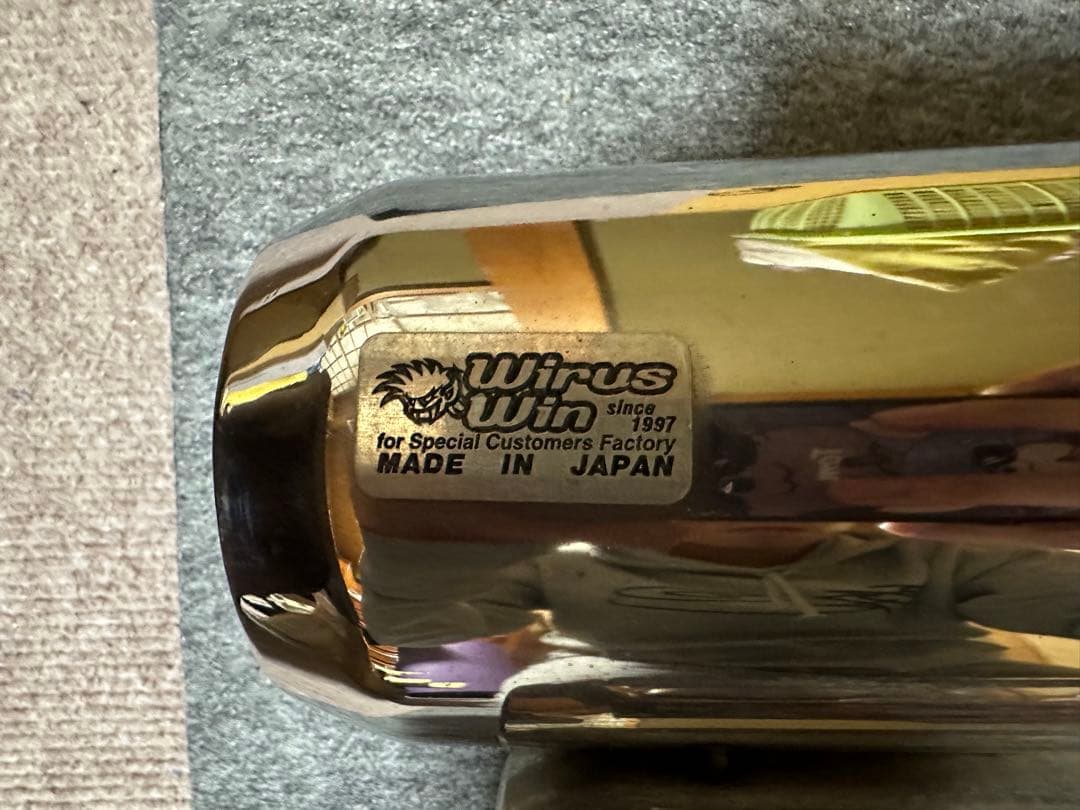 Wirus
Win since
1997
for Special Customers Factory
MADE IN JAPAN